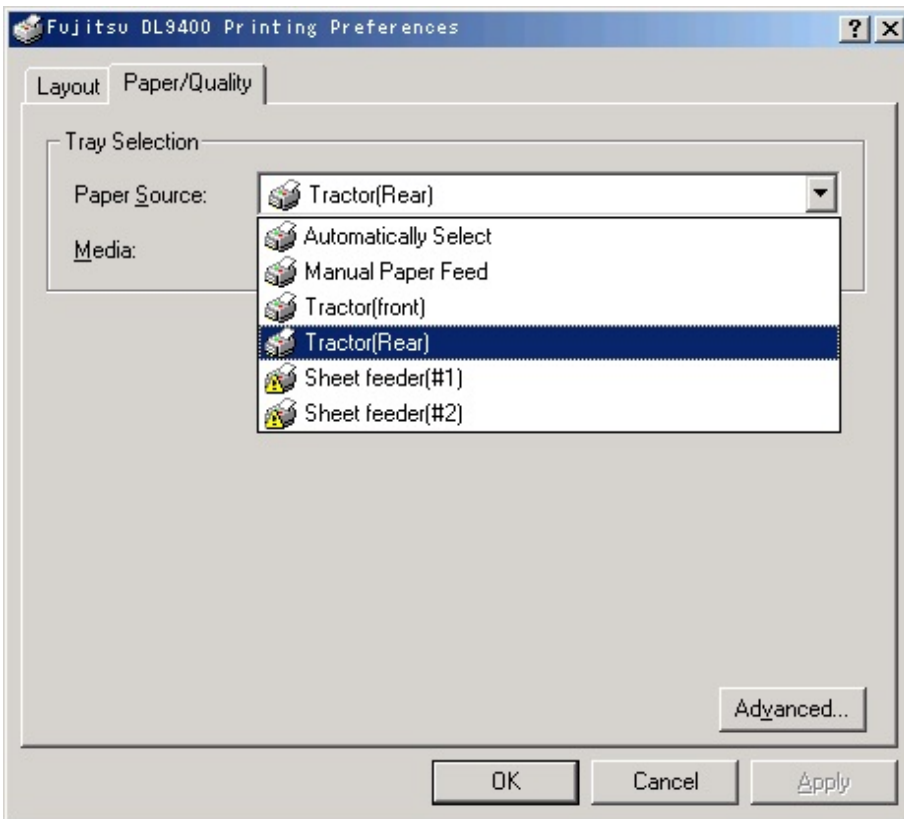 Fujitsu DL9400 Printing Preferences
Layout Paper/Quality
Tray Selection
Paper Source: Tractor(Rear)
Automatically Select
Media:
Manual Paper Feed
Tractor(front)
Tractor(Rear)
Sheet feeder(#1)
Sheet feeder(#2)
Advanced...
OK Cancel Apply